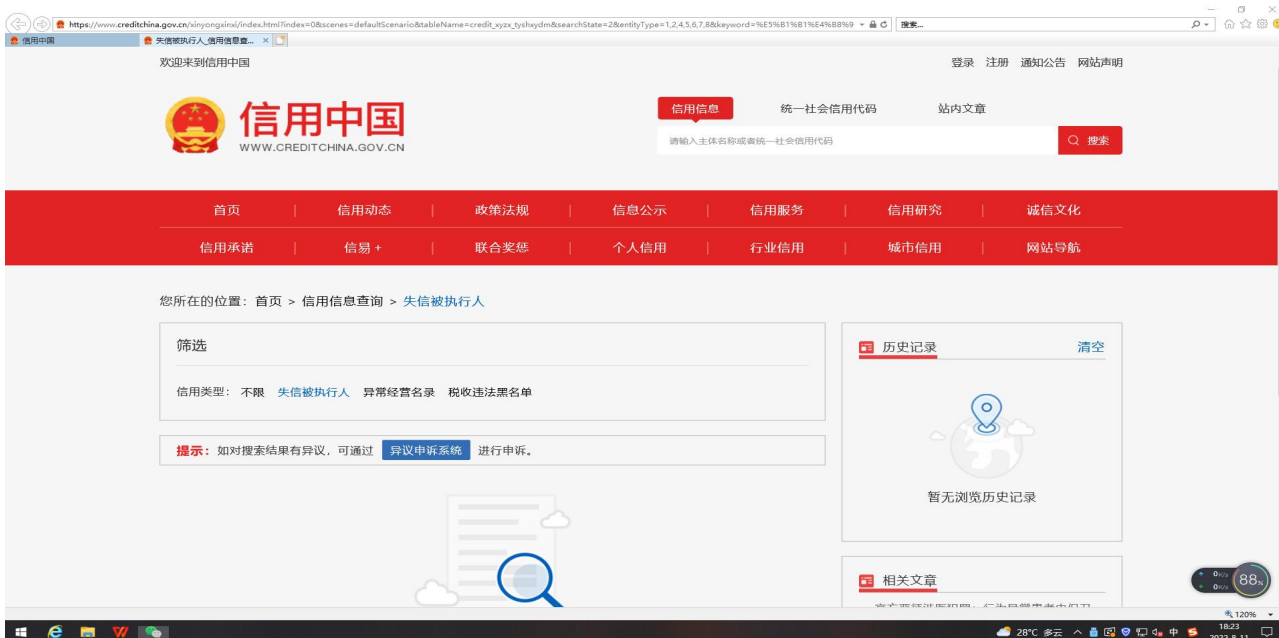 https://www.creditchina.gov.cn/xinyongxinxi/index.html?index=0&scenes=defaultScenario&tableName=credit_xyzx_tyshxydm&searchState=2&entityType=1,2,4,5,6,7,8&keyword=%E5%B1%B1%E4%B8%9 搜索...
信用中国 失信被执行人_信用信息查...
欢迎来到信用中国 登录 注册 通知公告 网站声明
信用信息 统一社会信用代码 站内文章
信用中国
WWW.CREDITCHINA.GOV.CN
请输入主体名称或者统一社会信用代码 搜索
首页 | 信用动态 | 政策法规 | 信息公示 | 信用服务 | 信用研究 | 诚信文化
信用承诺 | 信易+ | 联合奖惩 | 个人信用 | 行业信用 | 城市信用 | 网站导航
您所在的位置：首页 > 信用信息查询 > 失信被执行人
筛选
信用类型： 不限 失信被执行人 异常经营名录 税收违法黑名单
提示：如对搜索结果有异议，可通过 异议申诉系统 进行申诉。
历史记录 清空
暂无浏览历史记录
相关文章
0K/s
0K/s
88%
120%
28°C 多云 中
18:23
2022-8-11